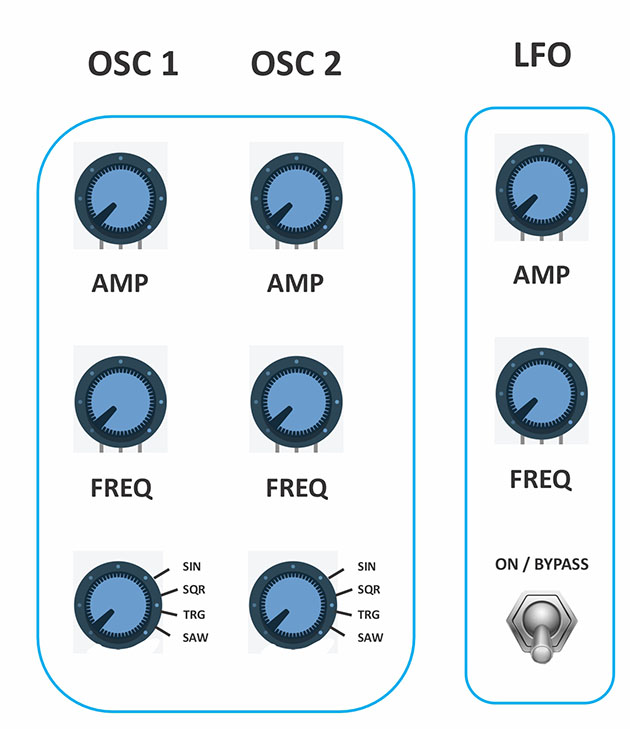 OSC 1
OSC 2
LFO
AMP
AMP
AMP
FREQ
FREQ
FREQ
SIN
SQR
TRG
SAW
SIN
SQR
TRG
SAW
ON / BYPASS